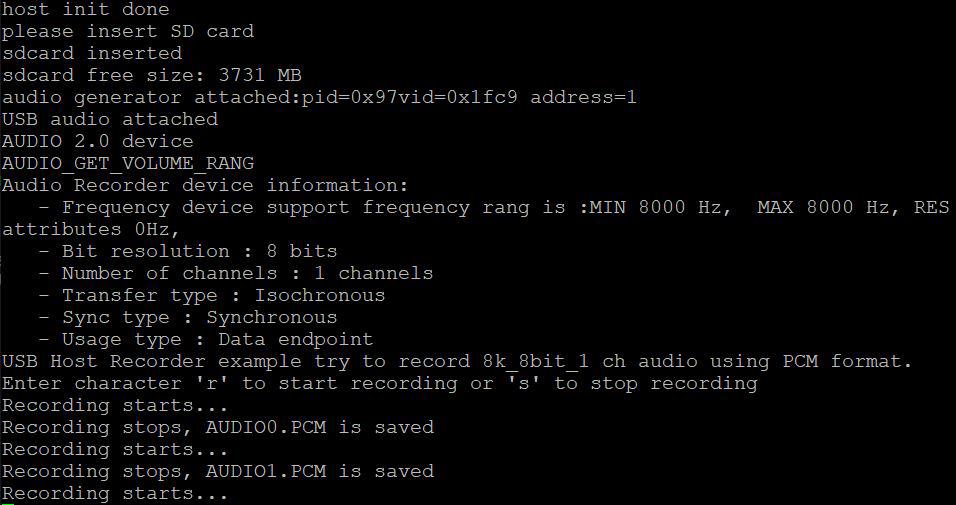 host init done
please insert SD card
sdcard inserted
sdcard free size: 3731 MB
audio generator attached:pid=0x97vid=0x1fc9 address=1
USB audio attached
AUDIO 2.0 device
AUDIO_GET_VOLUME_RANG
Audio Recorder device information:
   - Frequency device support frequency rang is :MIN 8000 Hz,  MAX 8000 Hz, RES
attributes 0Hz,
   - Bit resolution : 8 bits
   - Number of channels : 1 channels
   - Transfer type : Isochronous
   - Sync type : Synchronous
   - Usage type : Data endpoint
USB Host Recorder example try to record 8k_8bit_1 ch audio using PCM format.
Enter character 'r' to start recording or 's' to stop recording
Recording starts...
Recording stops, AUDIO0.PCM is saved
Recording starts...
Recording stops, AUDIO1.PCM is saved
Recording starts...